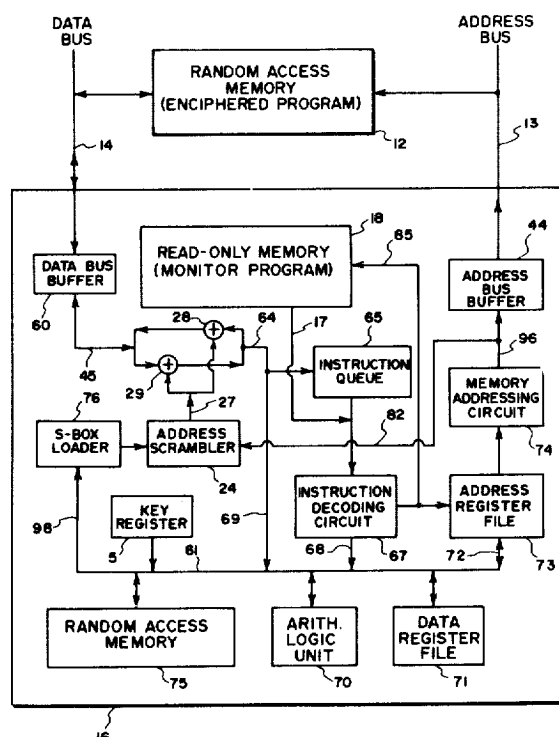 DATA
BUS
ADDRESS
BUS
RANDOM ACCESS
MEMORY
(ENCIPHERED PROGRAM)
12
13
14
18
READ-ONLY MEMORY
(MONITOR PROGRAM)
85
44
DATA BUS
BUFFER
60
ADDRESS
BUS
BUFFER
28
64
17
65
96
45
29
INSTRUCTION
QUEUE
MEMORY
ADDRESSING
CIRCUIT
74
76
27
82
S-BOX
LOADER
ADDRESS
SCRAMBLER
24
INSTRUCTION
DECODING
CIRCUIT
67
ADDRESS
REGISTER
FILE
73
98
KEY
REGISTER
5
69
61
68
72
RANDOM ACCESS
MEMORY
75
ARITH.
LOGIC
UNIT
70
DATA
REGISTER
FILE
71
16